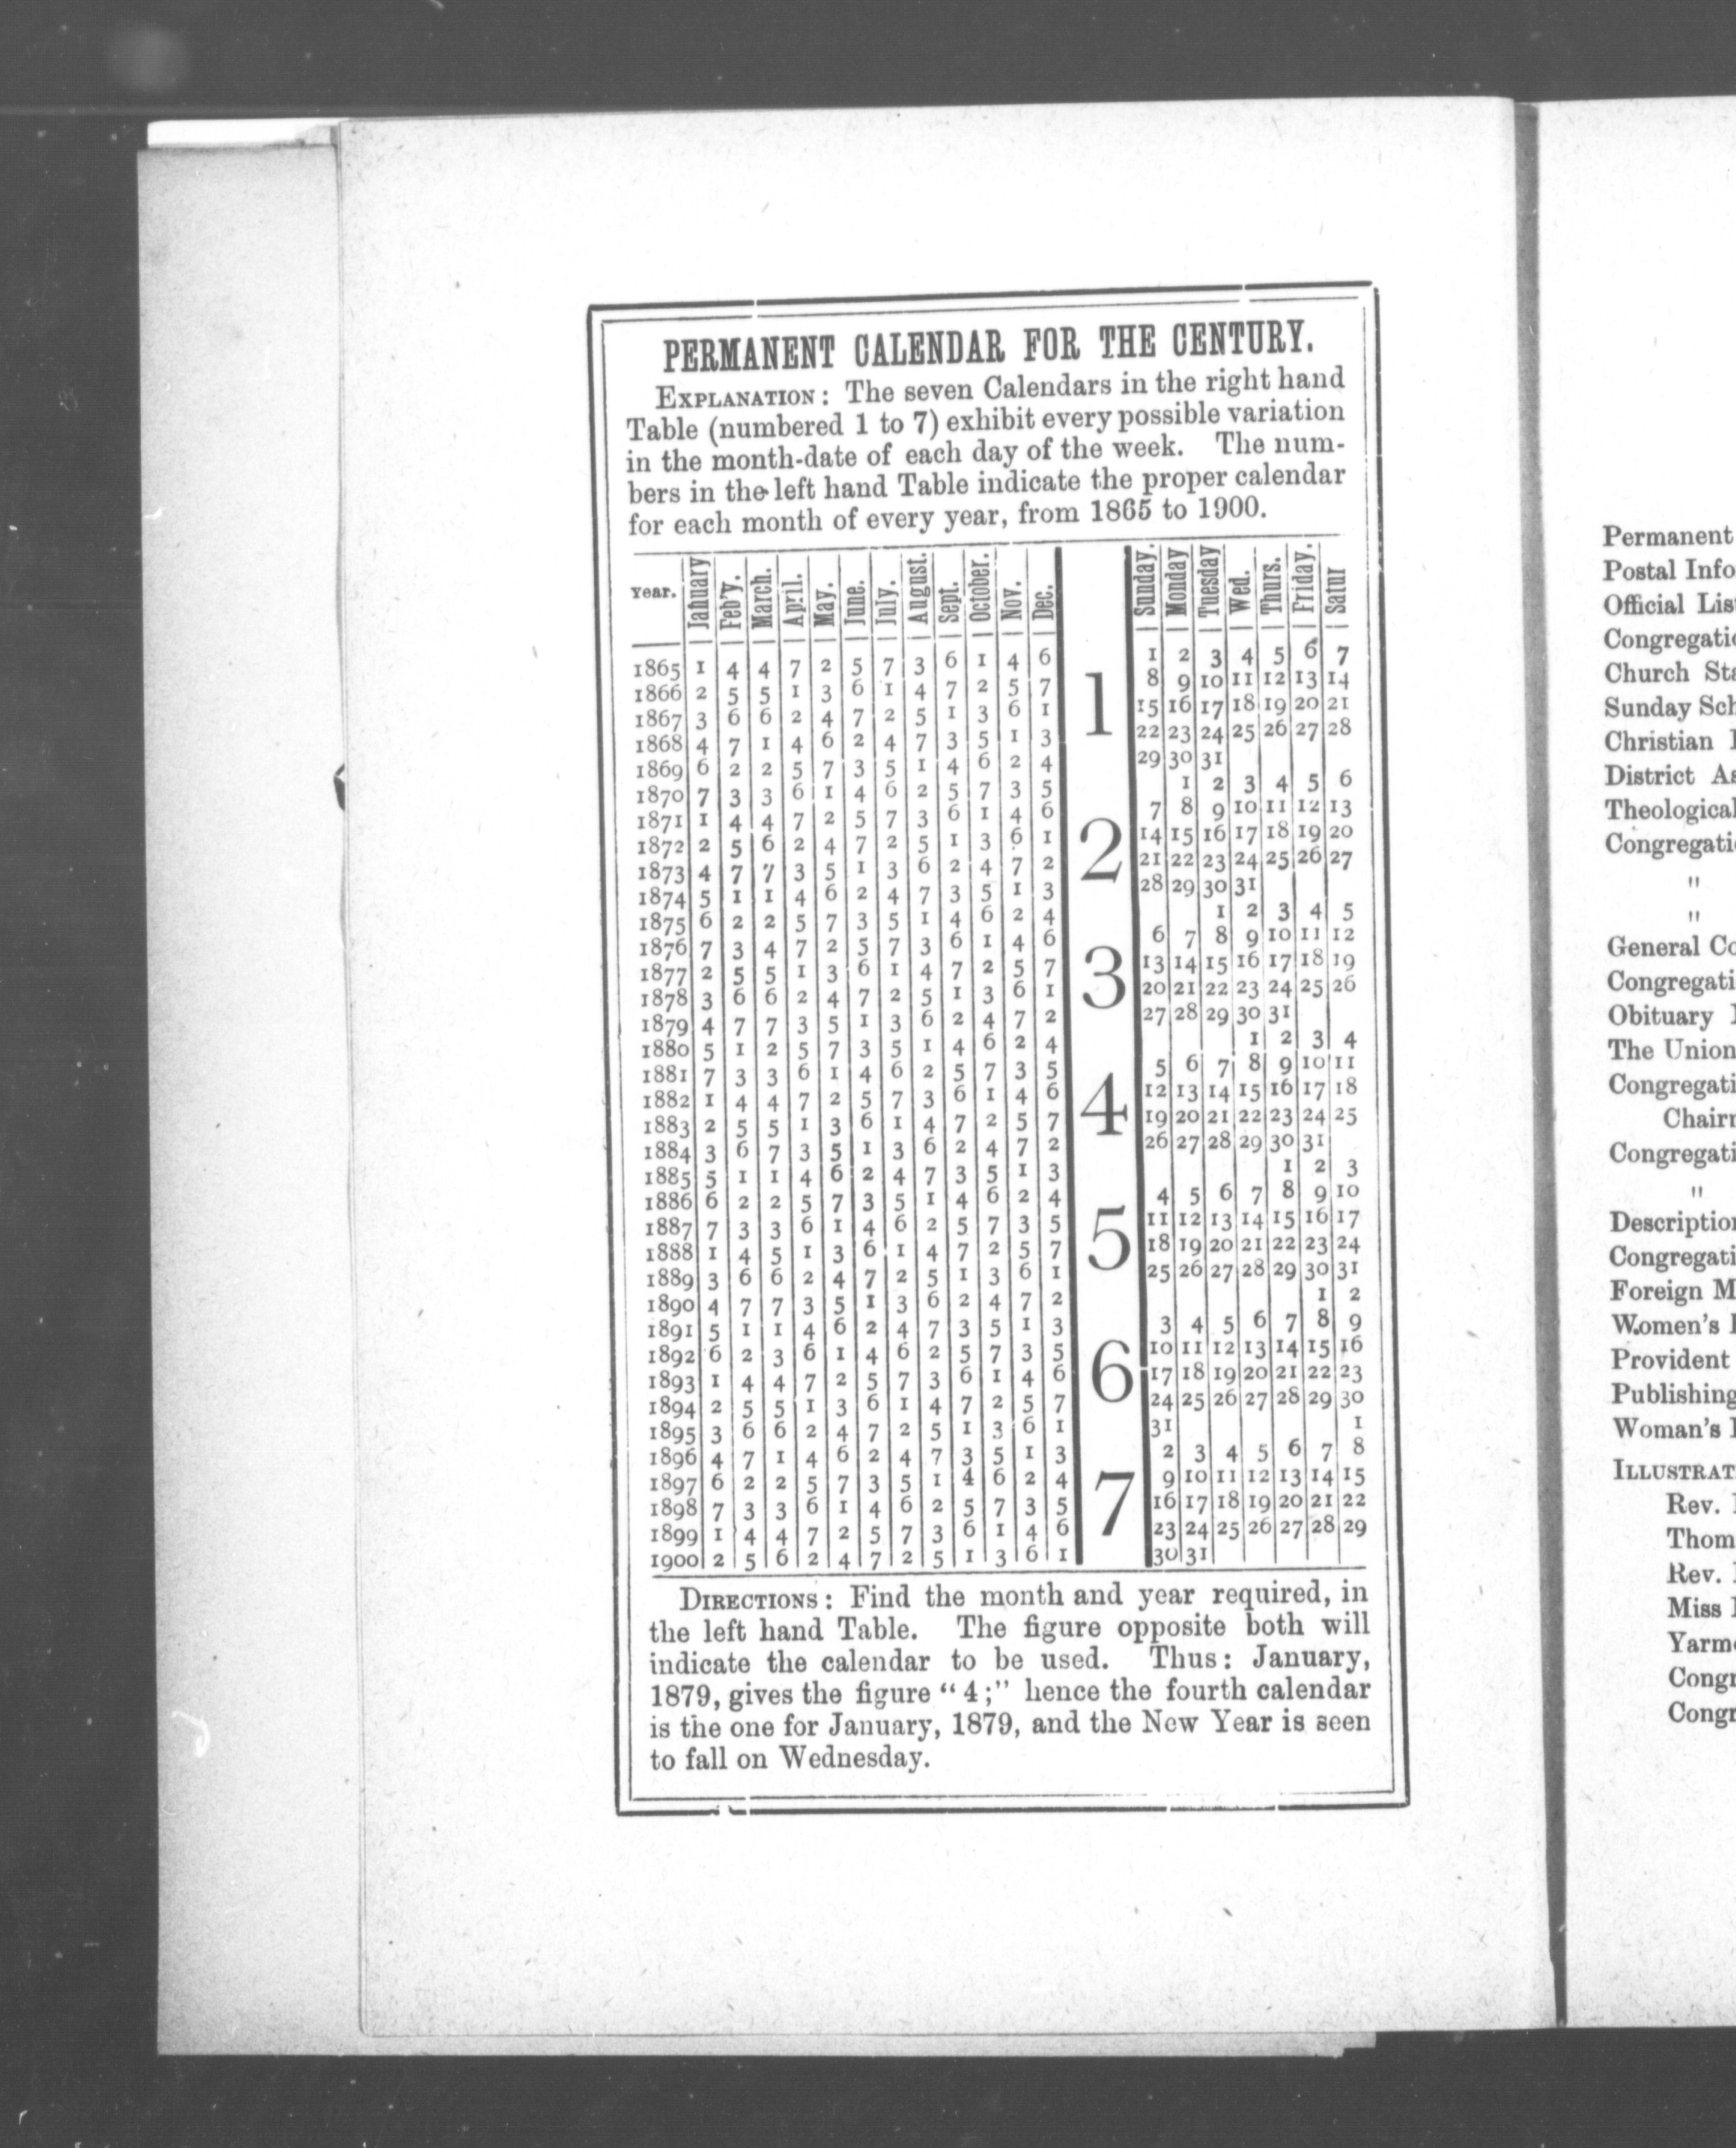 PERMANENT CALENDAR FOR THE CENTURY.
EXPLANATION: The seven Calendars in the right hand
Table (numbered 1 to 7) exhibit every possible variation
in the month-date of each day of the week. The num-
bers in the left hand Table indicate the proper calendar
for each month of every year, from 1865 to 1900.
Year. January Feb'y. March. April. May. June. July. August. Sept. October. Nov. Dec.
1865 1 4 4 7 2 5 7 3 6 1 4 6
1866 2 5 5 1 3 6 1 4 7 2 5 7
1867 3 6 6 2 4 7 2 5 1 3 6 1
1868 4 7 1 4 6 2 4 7 3 5 1 3
1869 6 2 2 5 7 3 5 1 4 6 2 4
1870 7 3 3 6 1 4 6 2 5 7 3 5
1871 1 4 4 7 2 5 7 3 6 1 4 6
1872 2 5 6 2 4 7 2 5 1 3 6 1
1873 4 7 7 3 5 1 3 6 2 4 7 2
1874 5 1 1 4 6 2 4 7 3 5 1 3
1875 6 2 2 5 7 3 5 1 4 6 2 4
1876 7 3 4 7 2 5 7 3 6 1 4 6
1877 2 5 5 1 3 6 1 4 7 2 5 7
1878 3 6 6 2 4 7 2 5 1 3 6 1
1879 4 7 7 3 5 1 3 6 2 4 7 2
1880 5 1 2 5 7 3 5 1 4 6 2 4
1881 7 3 3 6 1 4 6 2 5 7 3 5
1882 1 4 4 7 2 5 7 3 6 1 4 6
1883 2 5 5 1 3 6 1 4 7 2 5 7
1884 3 6 7 3 5 1 3 6 2 4 7 2
1885 5 1 1 4 6 2 4 7 3 5 1 3
1886 6 2 2 5 7 3 5 1 4 6 2 4
1887 7 3 3 6 1 4 6 2 5 7 3 5
1888 1 4 5 1 3 6 1 4 7 2 5 7
1889 3 6 6 2 4 7 2 5 1 3 6 1
1890 4 7 7 3 5 1 3 6 2 4 7 2
1891 5 1 1 4 6 2 4 7 3 5 1 3
1892 6 2 3 6 1 4 6 2 5 7 3 5
1893 1 4 4 7 2 5 7 3 6 1 4 6
1894 2 5 5 1 3 6 1 4 7 2 5 7
1895 3 6 6 2 4 7 2 5 1 3 6 1
1896 4 7 1 4 6 2 4 7 3 5 1 3
1897 6 2 2 5 7 3 5 1 4 6 2 4
1898 7 3 3 6 1 4 6 2 5 7 3 5
1899 1 4 4 7 2 5 7 3 6 1 4 6
1900 2 5 6 2 4 7 2 5 1 3 6 1
Sunday. Monday Tuesday Wed. Thurs. Friday. Satur
1
1 2 3 4 5 6 7
8 9 10 11 12 13 14
15 16 17 18 19 20 21
22 23 24 25 26 27 28
29 30 31
2
1 2 3 4 5 6
7 8 9 10 11 12 13
14 15 16 17 18 19 20
21 22 23 24 25 26 27
28 29 30 31
3
1 2 3 4 5
6 7 8 9 10 11 12
13 14 15 16 17 18 19
20 21 22 23 24 25 26
27 28 29 30 31
4
1 2 3 4
5 6 7 8 9 10 11
12 13 14 15 16 17 18
19 20 21 22 23 24 25
26 27 28 29 30 31
5
1 2 3
4 5 6 7 8 9 10
11 12 13 14 15 16 17
18 19 20 21 22 23 24
25 26 27 28 29 30 31
6
1 2
3 4 5 6 7 8 9
10 11 12 13 14 15 16
17 18 19 20 21 22 23
24 25 26 27 28 29 30
31
7
1
2 3 4 5 6 7 8
9 10 11 12 13 14 15
16 17 18 19 20 21 22
23 24 25 26 27 28 29
30 31
DIRECTIONS: Find the month and year required, in
the left hand Table. The figure opposite both will
indicate the calendar to be used. Thus: January,
1879, gives the figure "4;" hence the fourth calendar
is the one for January, 1879, and the New Year is seen
to fall on Wednesday.
Permanent
Postal Info
Official Lis
Congregatio
Church Sta
Sunday Sch
Christian
District As
Theological
Congregati
"
"
General Co
Congregati
Obituary
The Union
Congregati
Chairm
Congregati
"
Description
Congregati
Foreign M
Women's
Provident
Publishing
Woman's
ILLUSTRAT
Rev.
Thom
Rev.
Miss
Yarmo
Congr
Congr